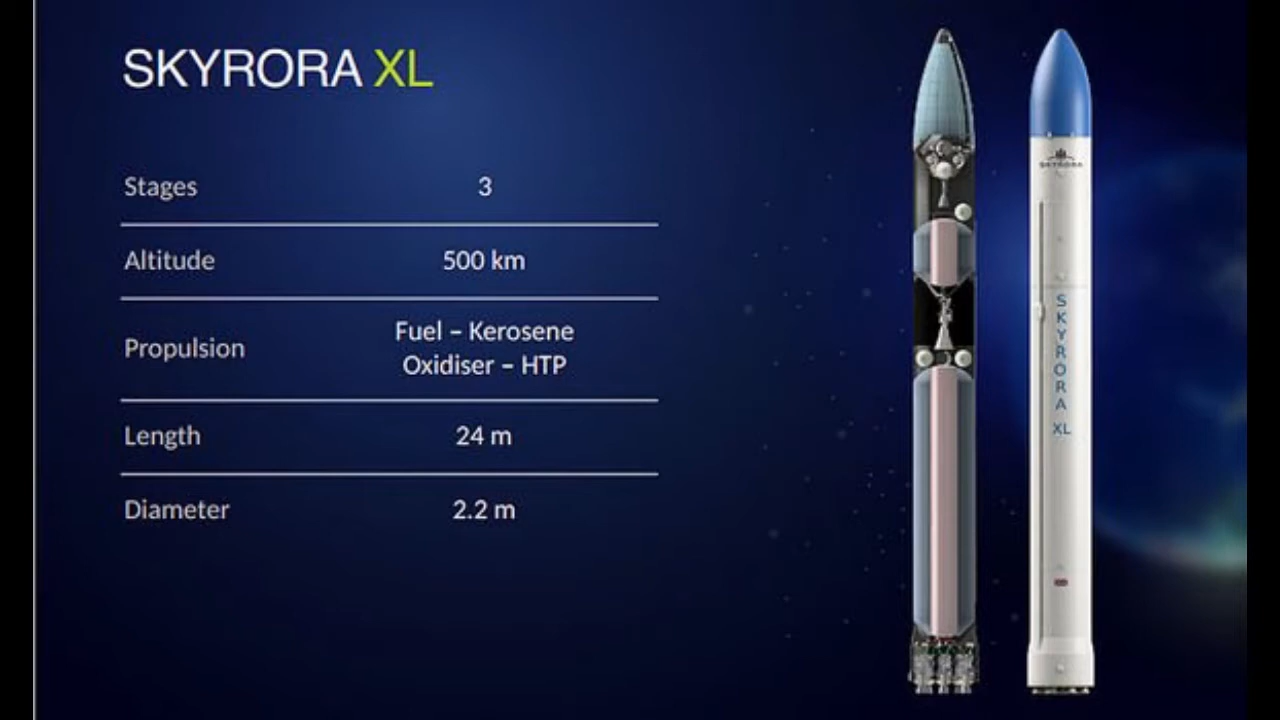 SKYRORA XL
Stages 3
Altitude 500 km
Propulsion Fuel – Kerosene
Oxidiser – HTP
Length 24 m
Diameter 2.2 m
SKYRORA
SKYRORA XL